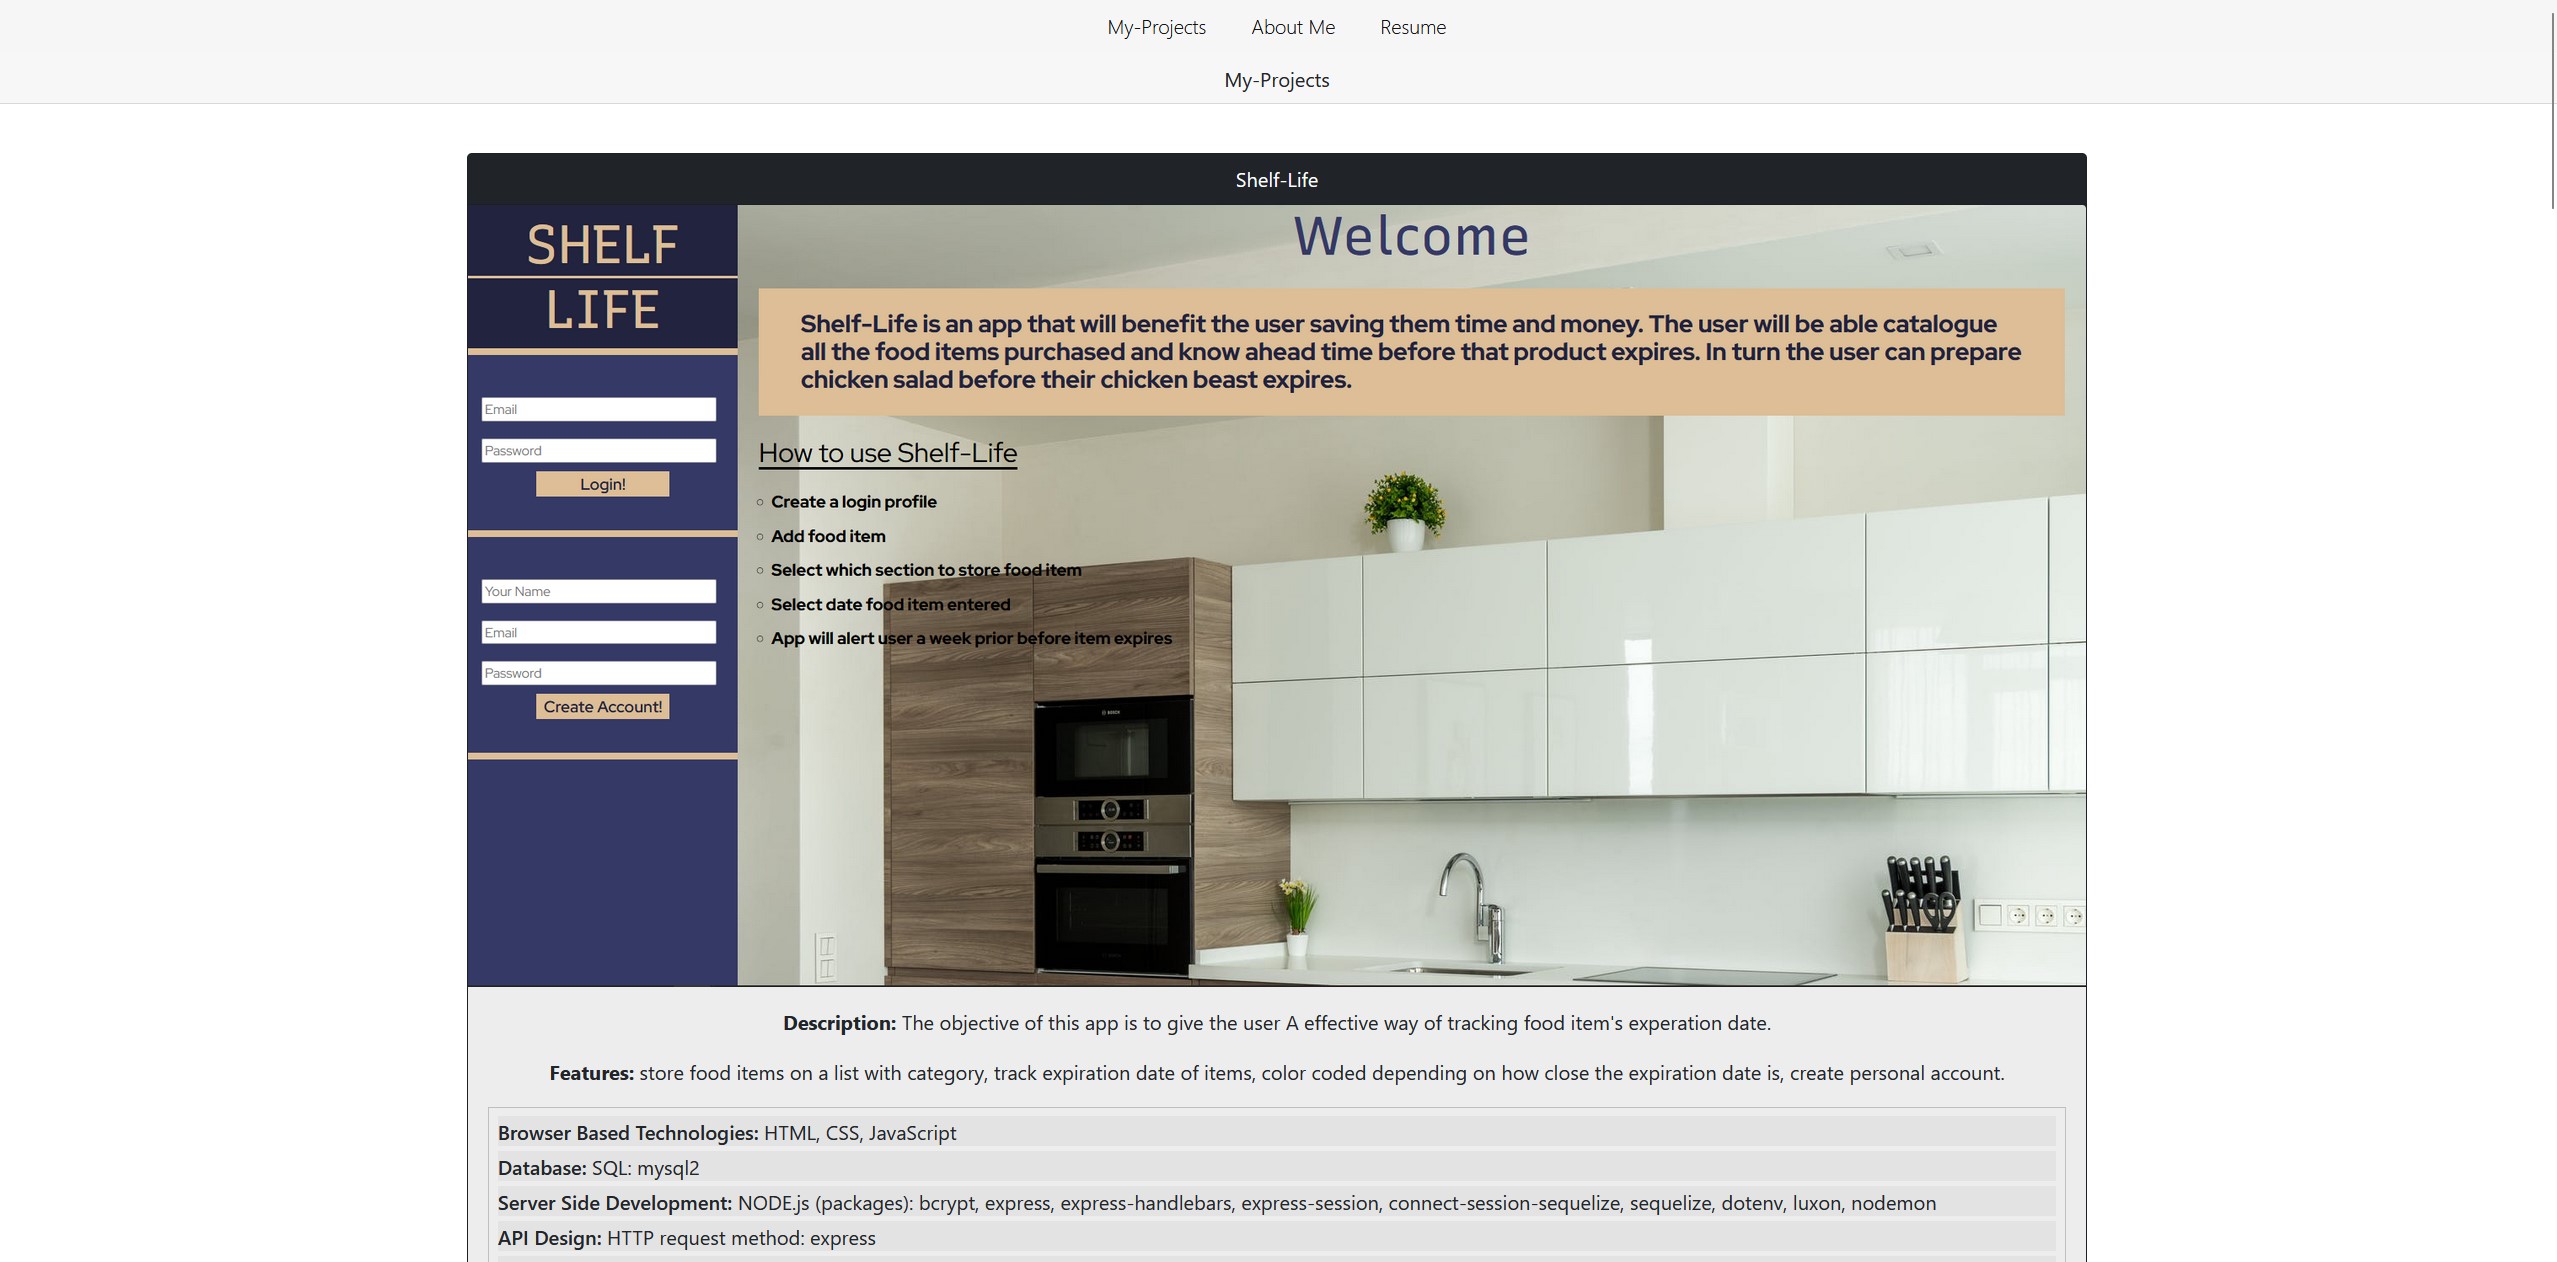 My-Projects About Me Resume
My-Projects
Shelf-Life
SHELF
LIFE
Email
Password
Login!
Your Name
Email
Password
Create Account!
Welcome
Shelf-Life is an app that will benefit the user saving them time and money. The user will be able catalogue
all the food items purchased and know ahead time before that product expires. In turn the user can prepare
chicken salad before their chicken beast expires.
How to use Shelf-Life
Create a login profile
Add food item
Select which section to store food item
Select date food item entered
App will alert user a week prior before item expires
BOSCH
Description: The objective of this app is to give the user A effective way of tracking food item's experation date.
Features: store food items on a list with category, track expiration date of items, color coded depending on how close the expiration date is, create personal account.
Browser Based Technologies: HTML, CSS, JavaScript
Database: SQL: mysql2
Server Side Development: NODE.js (packages): bcrypt, express, express-handlebars, express-session, connect-session-sequelize, sequelize, dotenv, luxon, nodemon
API Design: HTTP request method: express